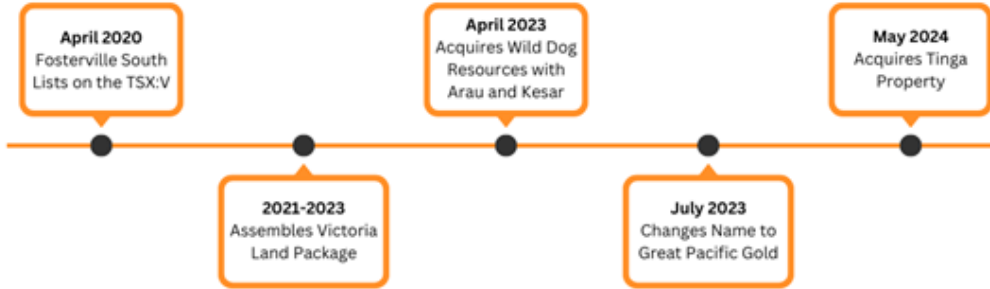 April 2020
Fosterville South
Lists on the TSX:V
2021-2023
Assembles Victoria
Land Package
April 2023
Acquires Wild Dog
Resources with
Arau and Kesar
July 2023
Changes Name to
Great Pacific Gold
May 2024
Acquires Tinga
Property